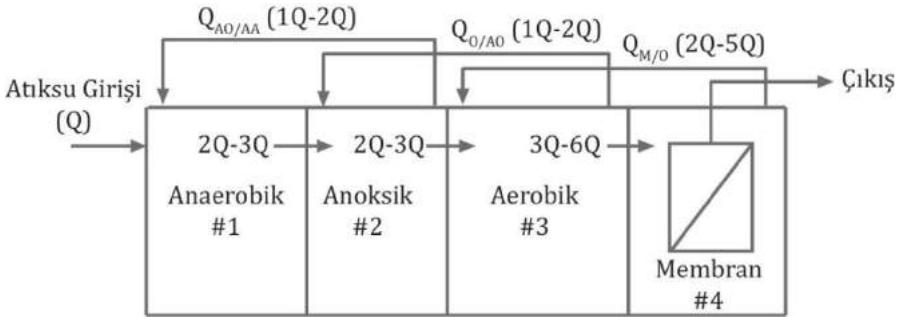 Q_AO/AA (1Q-2Q)
Q_O/AO (1Q-2Q)
Q_M/O (2Q-5Q)
Atıksu Girişi
(Q)
Çıkış
2Q-3Q
2Q-3Q
3Q-6Q
Anaerobik
#1
Anoksik
#2
Aerobik
#3
Membran
#4